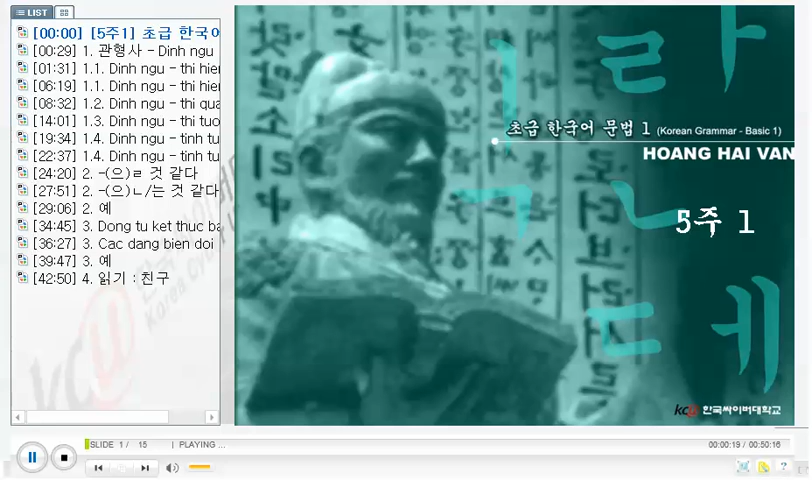 LIST
[00:00] [5주1] 초급 한국어
[00:29] 1. 관형사 - Dinh ngu
[01:31] 1.1. Dinh ngu - thi hien
[06:19] 1.1. Dinh ngu - thi hien
[08:32] 1.2. Dinh ngu - thi qua
[14:01] 1.3. Dinh ngu - thi tuo
[19:34] 1.4. Dinh ngu - tinh tu
[22:37] 1.4. Dinh ngu - tinh tu
[24:20] 2. -(으)ㄹ 것 같다
[27:51] 2. -(으)ㄴ/는 것 같다
[29:06] 2. 예
[34:45] 3. Dong tu ket thuc ba
[36:27] 3. Cac dang bien doi
[39:47] 3. 예
[42:50] 4. 읽기 : 친구
초급 한국어 문법 1 (Korean Grammar - Basic 1)
HOANG HAI VAN
5주 1
kcu 한국싸이버대학교
SLIDE 1 / 15 | PLAYING ...
00:00:19 / 00:50:16